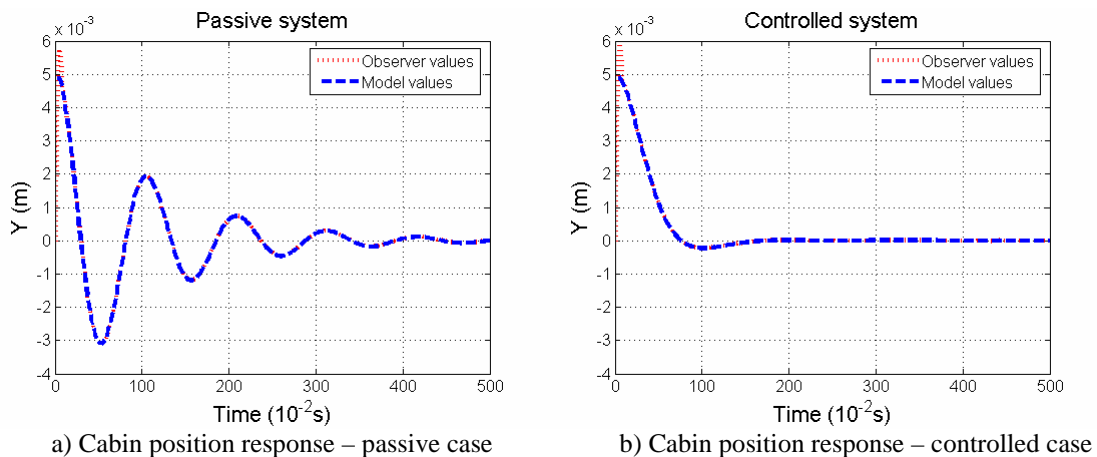 Passive system
x 10-3
6
5
4
3
2
1
0
-1
-2
-3
-4
Y (m)
0 100 200 300 400 500
Time (10-2s)
Observer values
Model values
a) Cabin position response – passive case
Controlled system
x 10-3
6
5
4
3
2
1
0
-1
-2
-3
-4
Y (m)
0 100 200 300 400 500
Time (10-2s)
Observer values
Model values
b) Cabin position response – controlled case